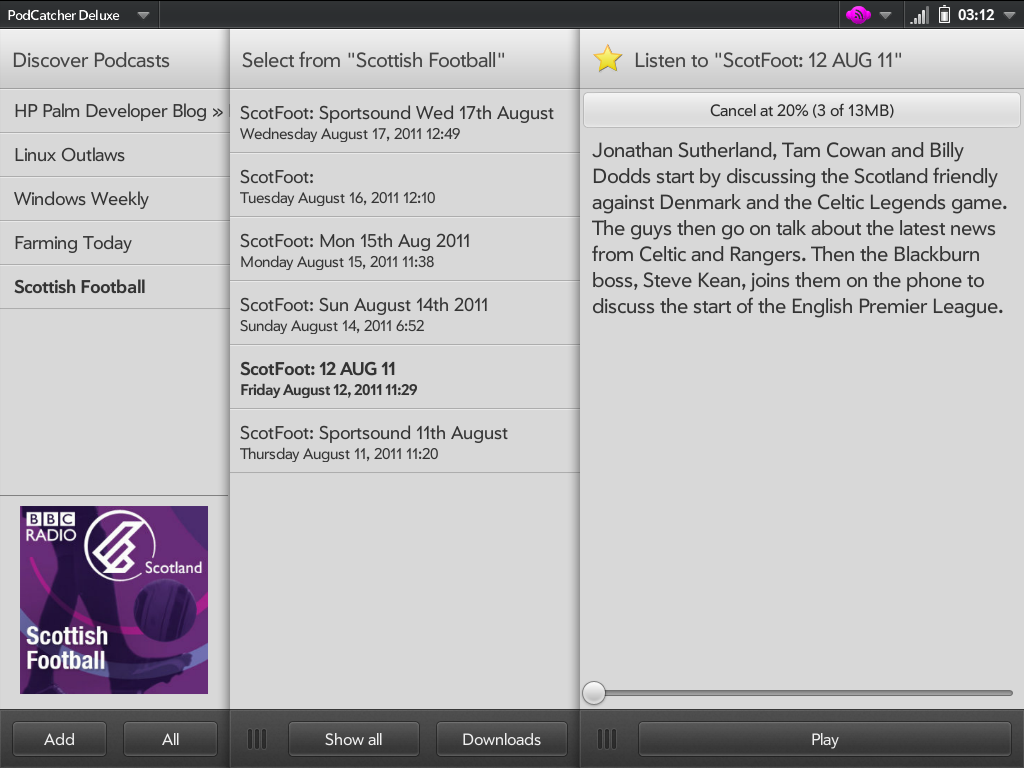 PodCatcher Deluxe
03:12
Discover Podcasts
HP Palm Developer Blog »
Linux Outlaws
Windows Weekly
Farming Today
Scottish Football
BBC
RADIO
Scotland
Scottish
Football
Add
All
Select from "Scottish Football"
ScotFoot: Sportsound Wed 17th August
Wednesday August 17, 2011 12:49
ScotFoot:
Tuesday August 16, 2011 12:10
ScotFoot: Mon 15th Aug 2011
Monday August 15, 2011 11:38
ScotFoot: Sun August 14th 2011
Sunday August 14, 2011 6:52
ScotFoot: 12 AUG 11
Friday August 12, 2011 11:29
ScotFoot: Sportsound 11th August
Thursday August 11, 2011 11:20
Show all
Downloads
Listen to "ScotFoot: 12 AUG 11"
Cancel at 20% (3 of 13MB)
Jonathan Sutherland, Tam Cowan and Billy
Dodds start by discussing the Scotland friendly
against Denmark and the Celtic Legends game.
The guys then go on talk about the latest news
from Celtic and Rangers. Then the Blackburn
boss, Steve Kean, joins them on the phone to
discuss the start of the English Premier League.
Play